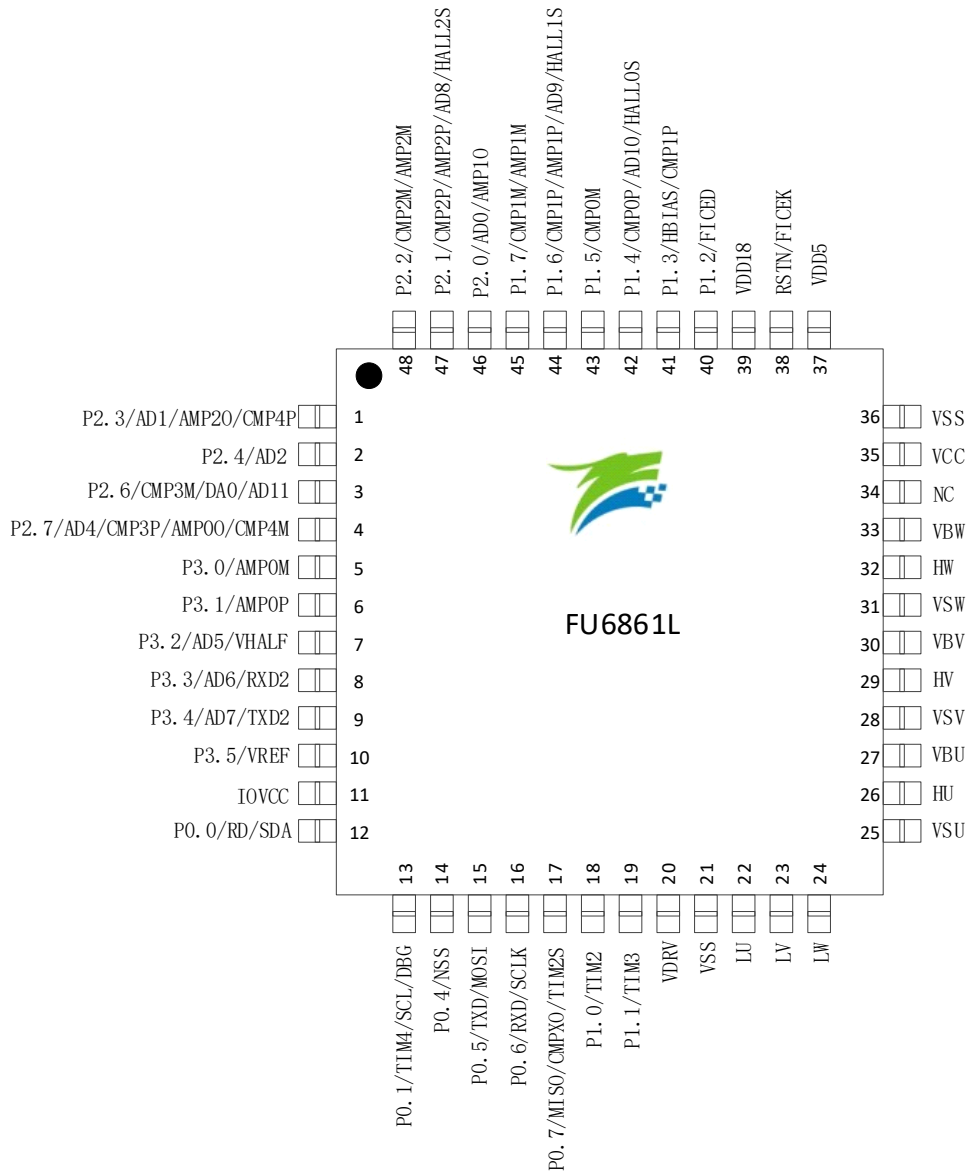 P2.2/CMP2M/AMP2M
P2.1/CMP2P/AMP2P/AD8/HALL2S
P2.0/AD0/AMP1O
P1.7/CMP1M/AMP1M
P1.6/CMP1P/AMP1P/AD9/HALL1S
P1.5/CMP0M
P1.4/CMP0P/AD10/HALL0S
P1.3/HBIAS/CMP1P
P1.2/FICED
VDD18
RSTN/FICEK
VDD5
48
47
46
45
44
43
42
41
40
39
38
37
P2.3/AD1/AMP2O/CMP4P 1
P2.4/AD2 2
P2.6/CMP3M/DA0/AD11 3
P2.7/AD4/CMP3P/AMP0O/CMP4M 4
P3.0/AMP0M 5
P3.1/AMP0P 6
P3.2/AD5/VHALF 7
P3.3/AD6/RXD2 8
P3.4/AD7/TXD2 9
P3.5/VREF 10
IOVCC 11
P0.0/RD/SDA 12
FU6861L
36 VSS
35 VCC
34 NC
33 VBW
32 HW
31 VSW
30 VBV
29 HV
28 VSV
27 VBU
26 HU
25 VSU
13
14
15
16
17
18
19
20
21
22
23
24
P0.1/TIM4/SCL/DBG
P0.4/NSS
P0.5/TXD/MOSI
P0.6/RXD/SCLK
P0.7/MISO/CMPXO/TIM2S
P1.0/TIM2
P1.1/TIM3
VDRV
VSS
LU
LV
LW